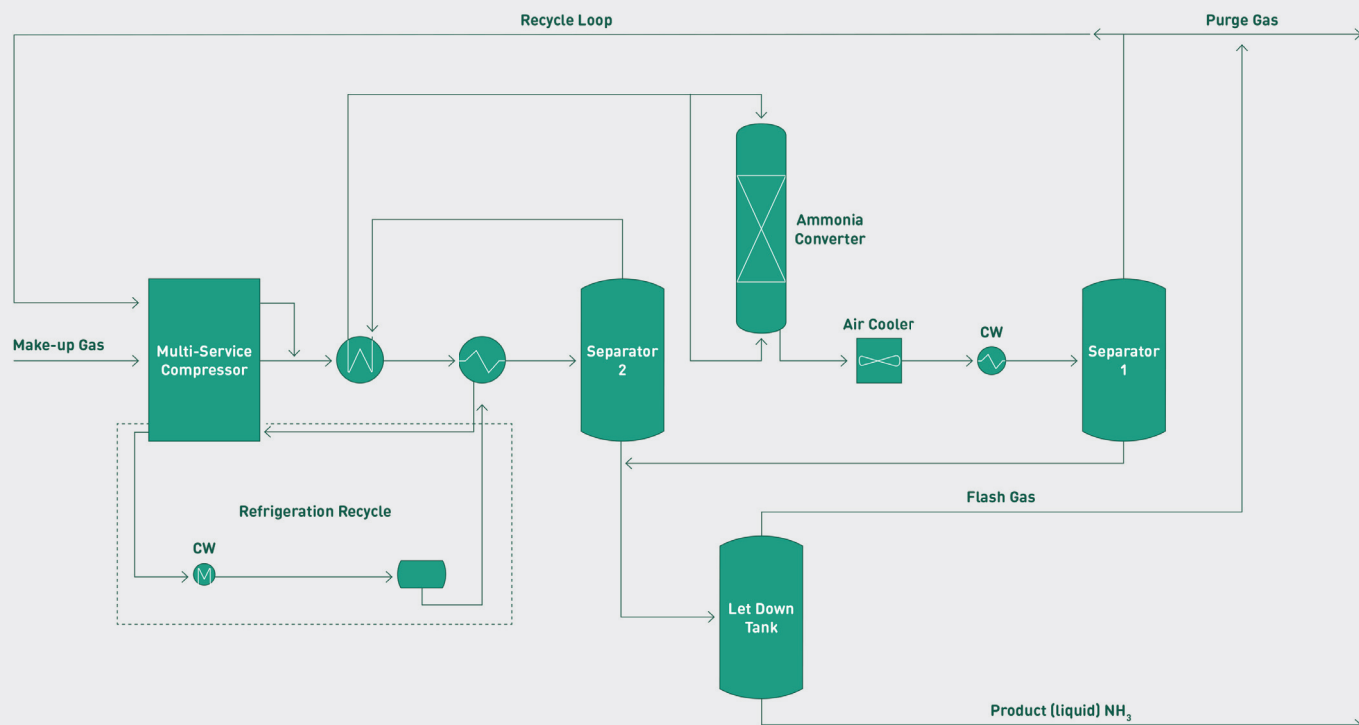 Recycle Loop
Purge Gas
Ammonia
Converter
Air Cooler
CW
Make-up Gas
Multi-Service
Compressor
Separator
2
Separator
1
Refrigeration Recycle
CW
Flash Gas
Let Down
Tank
Product (liquid) NH₃